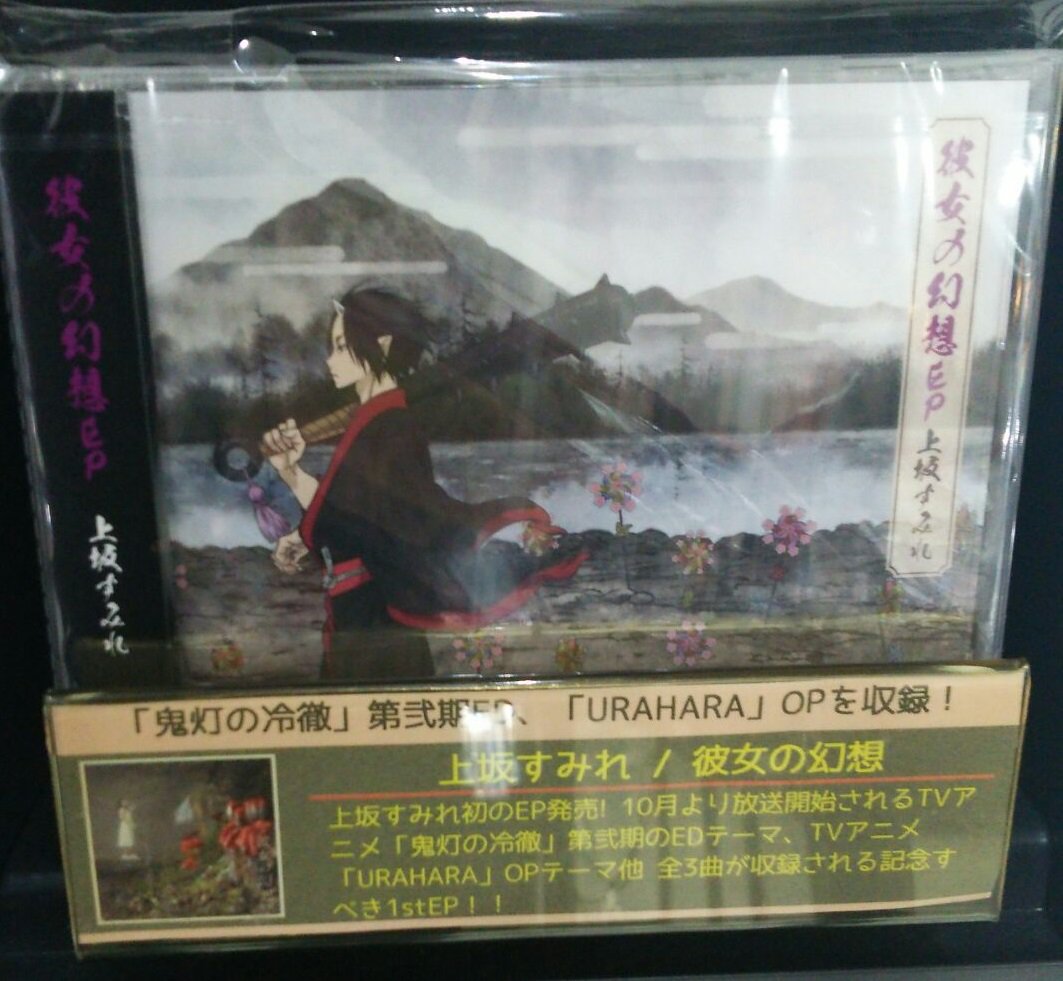 彼女の幻想EP
上坂すみれ
彼女の幻想EP 上坂すみれ
「鬼灯の冷徹」第弐期ED、「URAHARA」OPを収録！
上坂すみれ / 彼女の幻想
上坂すみれ初のEP発売! 10月より放送開始されるTVア
ニメ「鬼灯の冷徹」第弐期のEDテーマ、TVアニメ
「URAHARA」OPテーマ他 全3曲が収録される記念す
べき1stEP！！